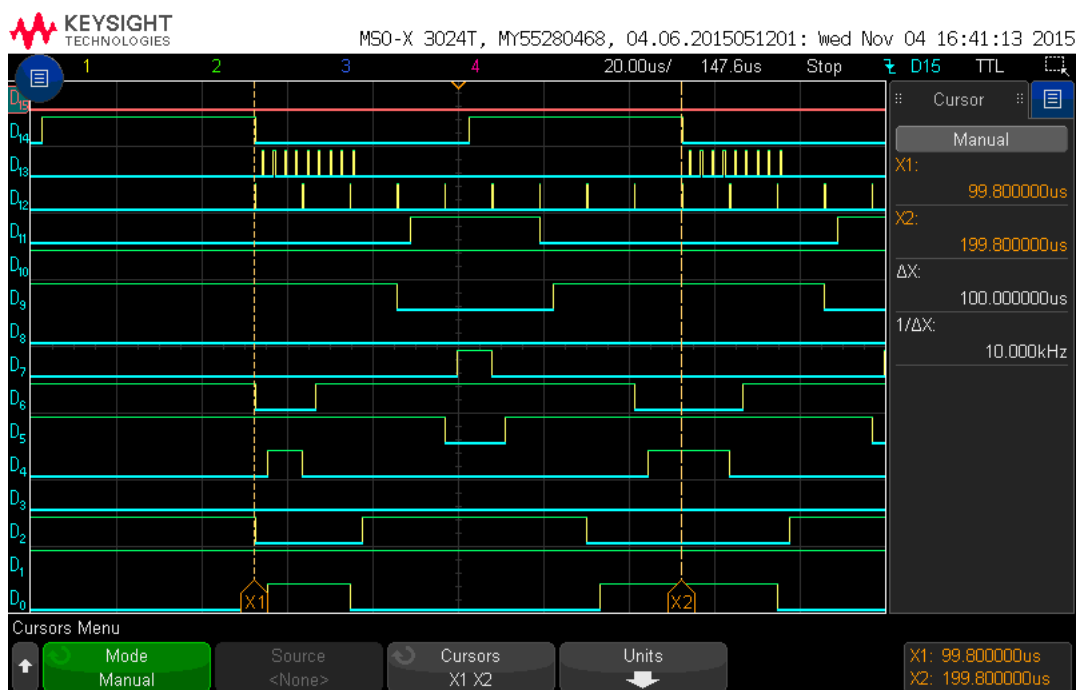 KEYSIGHT
TECHNOLOGIES
MSO-X 3024T, MY55280468, 04.06.2015051201: Wed Nov 04 16:41:13 2015
1 2 3 4 20.00us/ 147.6us Stop D15 TTL
D15
D14
D13
D12
D11
D10
D9
D8
D7
D6
D5
D4
D3
D2
D1
D0
X1 X2
Cursor
Manual
X1:
99.800000us
X2:
199.800000us
ΔX:
100.000000us
1/ΔX:
10.000kHz
Cursors Menu
Mode
Manual
Source
<None>
Cursors
X1 X2
Units
X1: 99.800000us
X2: 199.800000us